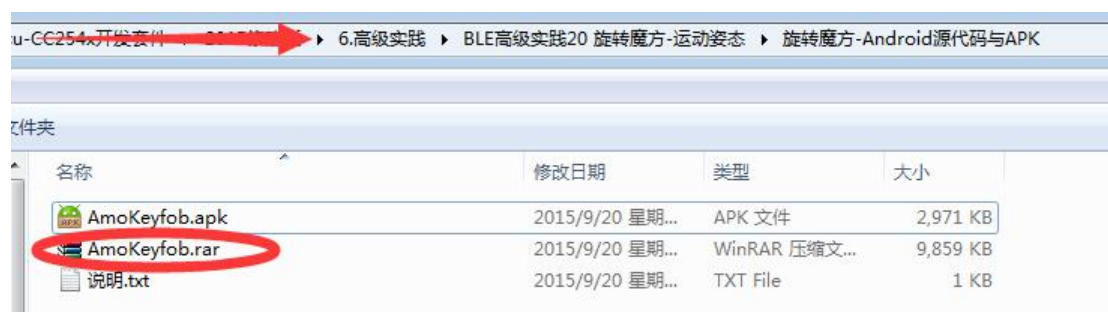 CC254x开发套件 6.高级实践 BLE高级实践20 旋转魔方-运动姿态 旋转魔方-Android源代码与APK
文件夹
名称 修改日期 类型 大小
AmoKeyfob.apk 2015/9/20 星期... APK 文件 2,971 KB
AmoKeyfob.rar 2015/9/20 星期... WinRAR 压缩文... 9,859 KB
说明.txt 2015/9/20 星期... TXT File 1 KB